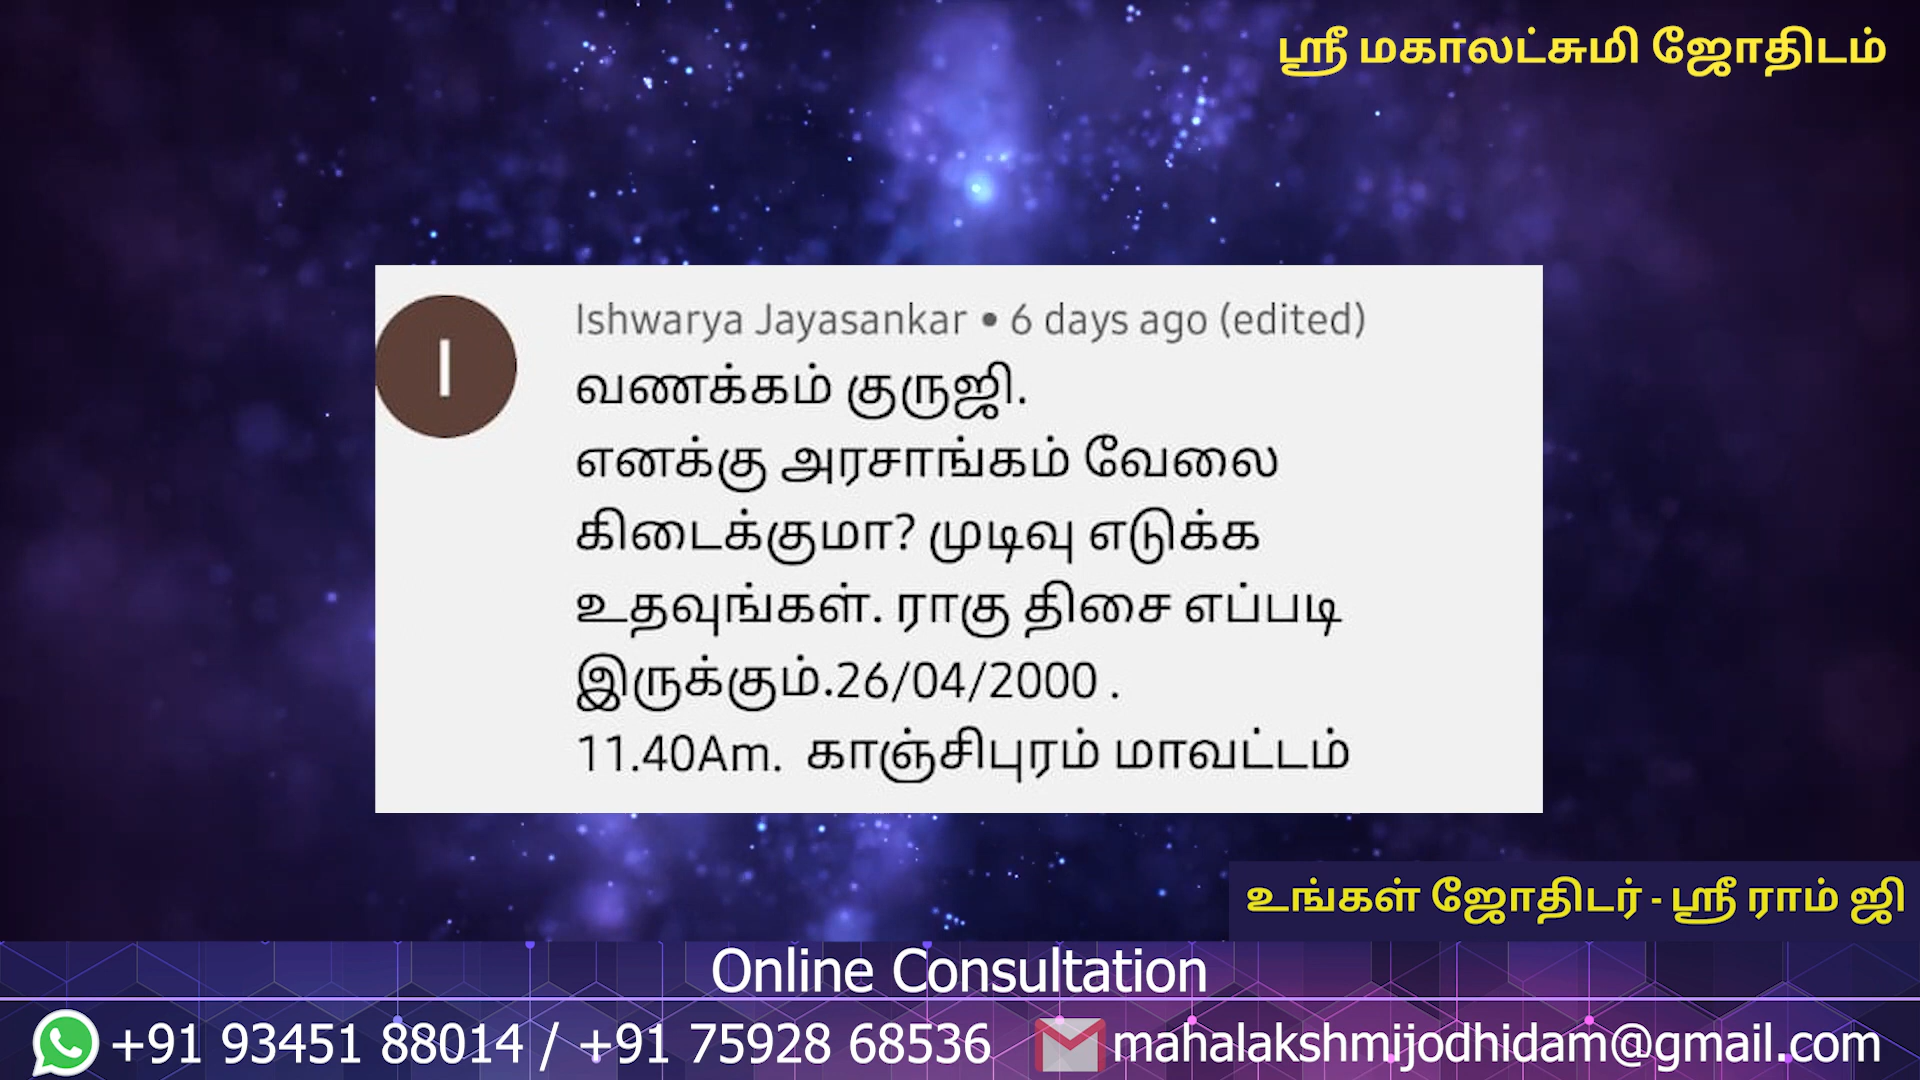 ஸ்ரீ மகாலட்சுமி ஜோதிடம்
I
Ishwarya Jayasankar • 6 days ago (edited)
வணக்கம் குருஜி.
எனக்கு அரசாங்கம் வேலை
கிடைக்குமா? முடிவு எடுக்க
உதவுங்கள். ராகு திசை எப்படி
இருக்கும்.26/04/2000 .
11.40Am. காஞ்சிபுரம் மாவட்டம்
உங்கள் ஜோதிடர் - ஸ்ரீ ராம் ஜி
Online Consultation
+91 93451 88014 / +91 75928 68536 mahalakshmijodhidam@gmail.com